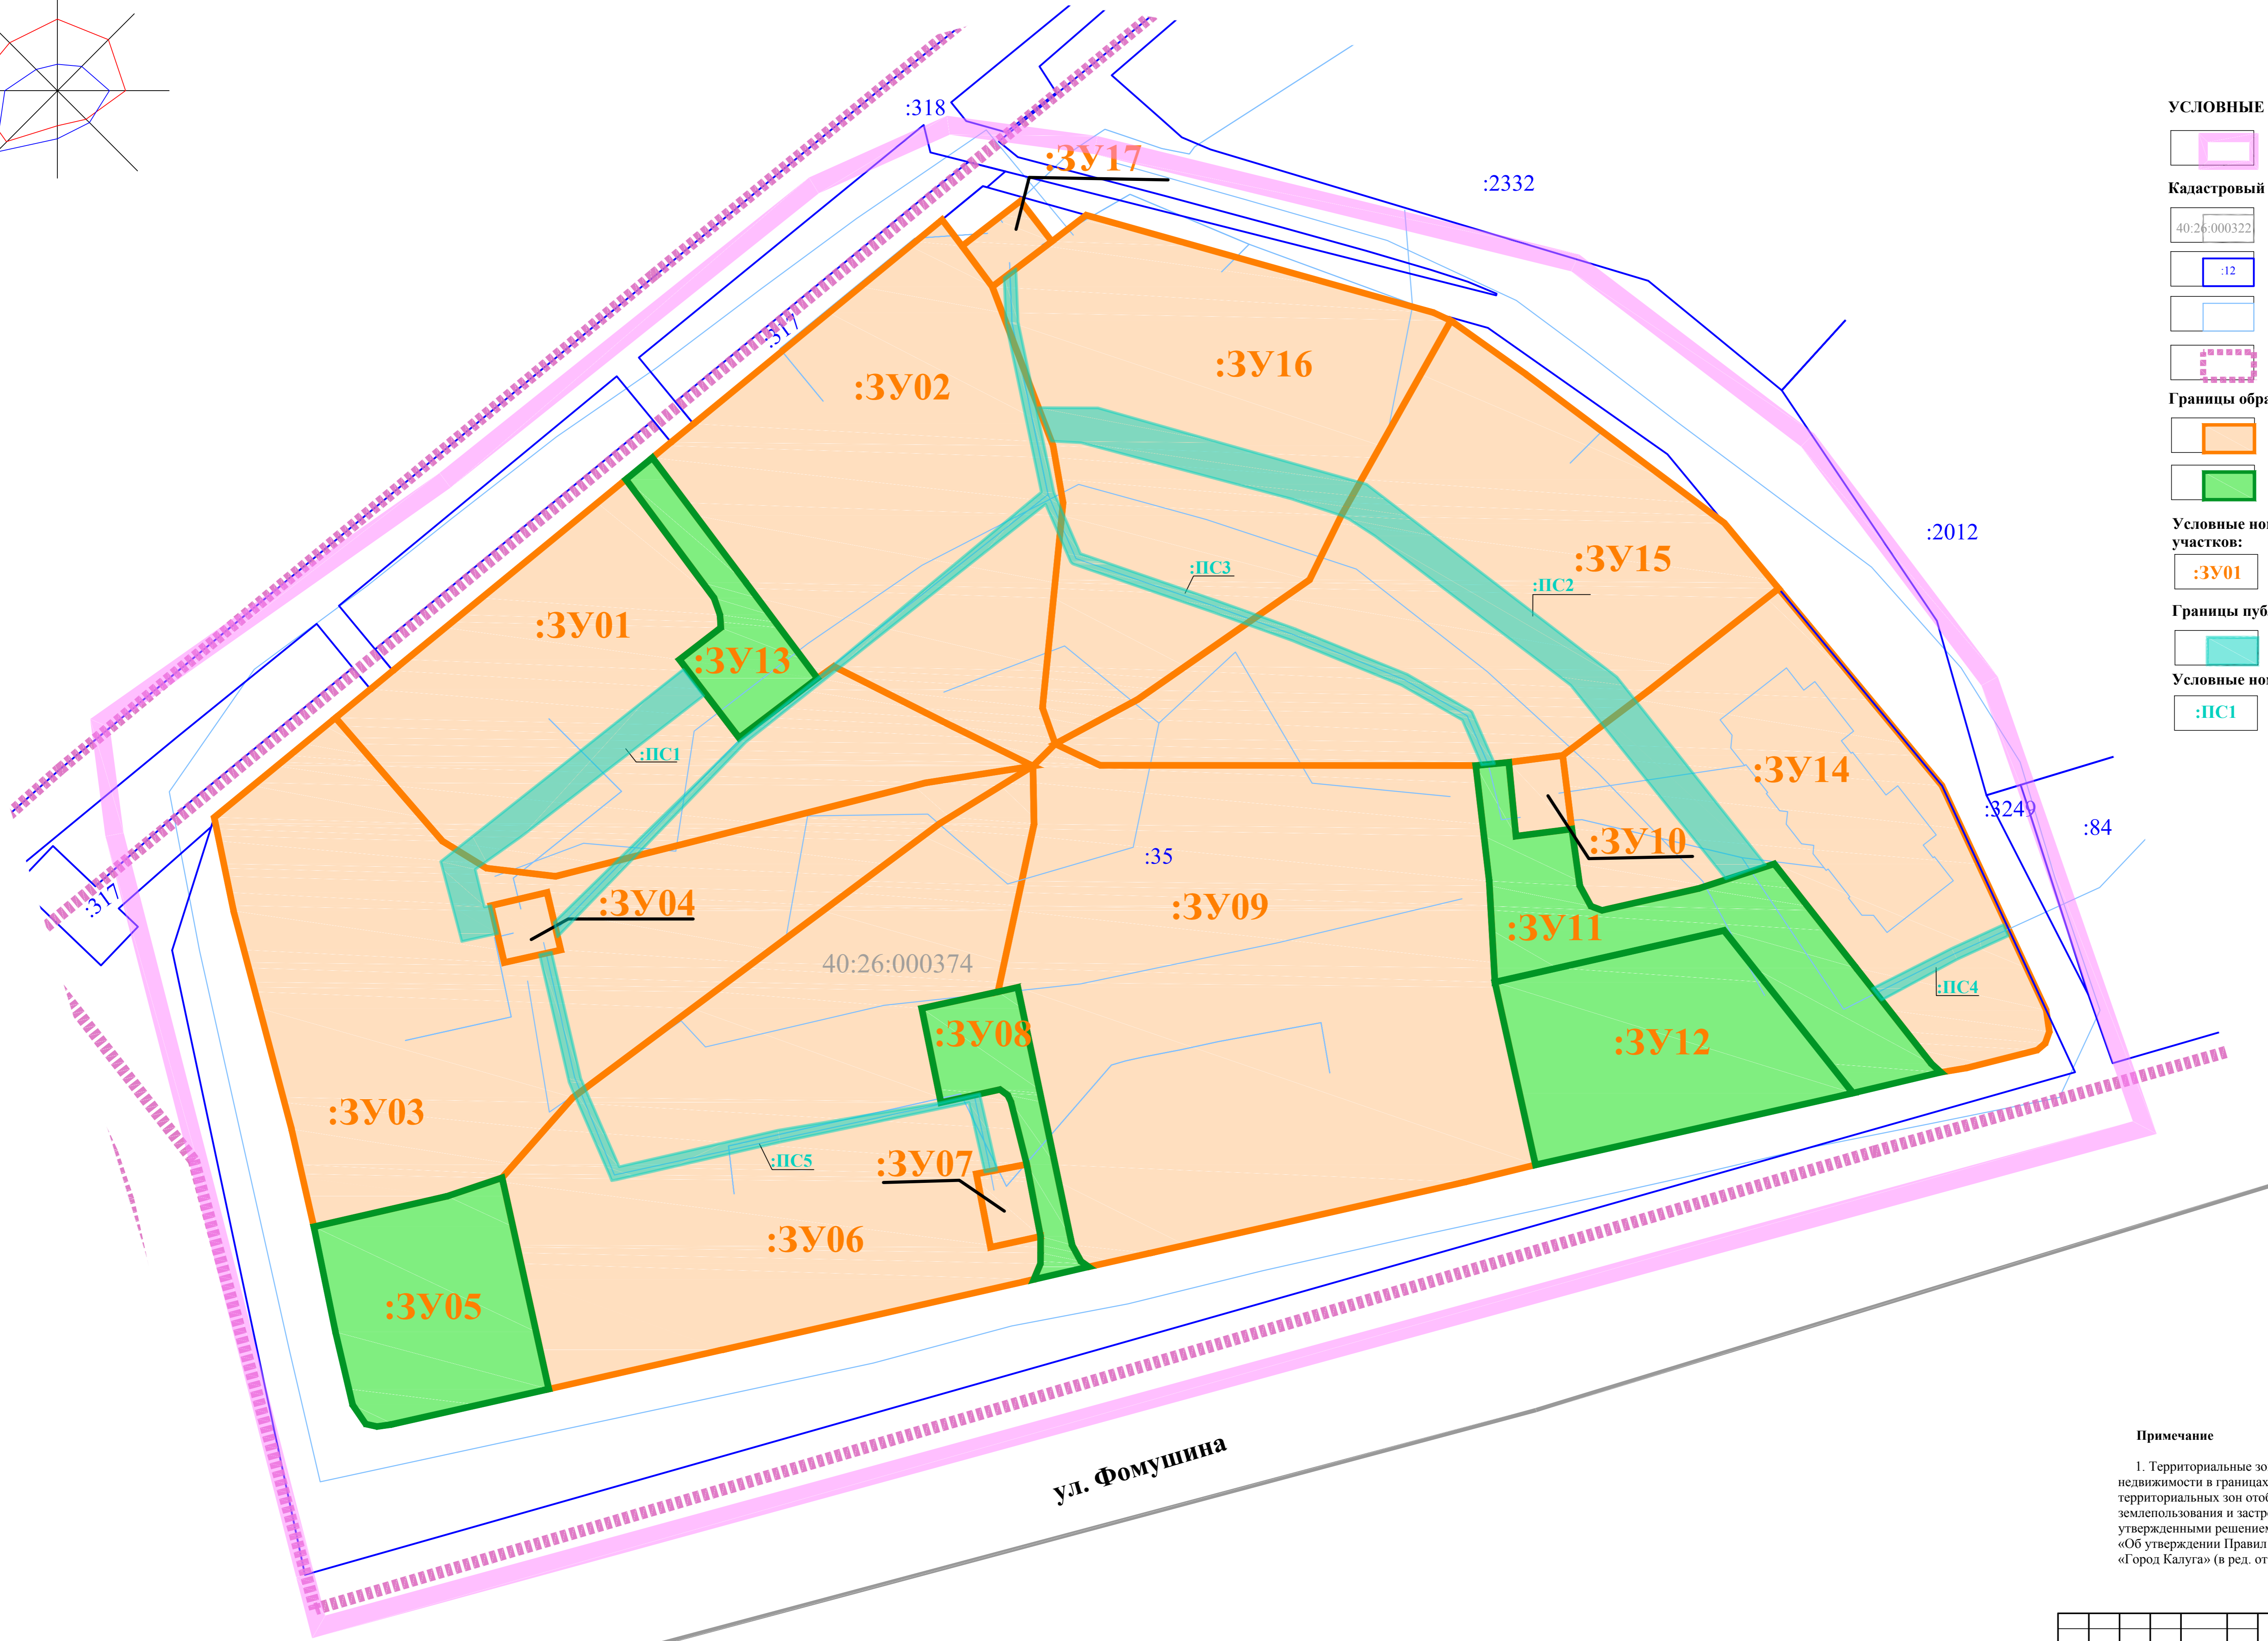 :318
:ЗУ17
:2332
:317
:ЗУ02
:ЗУ16
:2012
:ПС3
:ПС2
:ЗУ15
:ЗУ01
:ЗУ13
:ПС1
:ЗУ14
:3249
:84
:ЗУ10
:35
:317
:ЗУ04
:ЗУ09
:ЗУ11
40:26:000374
:ПС4
:ЗУ08
:ЗУ12
:ЗУ03
:ПС5
:ЗУ07
:ЗУ06
:ЗУ05
ул. Фомушина
УСЛОВНЫЕ
Кадастровый
40:26:000322
:12
Границы обра
Условные но
участков:
:ЗУ01
Границы пуб
Условные но
:ПС1
Примечание
1. Территориальные зо
недвижимости в границах
территориальных зон ото
землепользования и застр
утвержденными решение
«Об утверждении Правил
«Город Калуга» (в ред. от